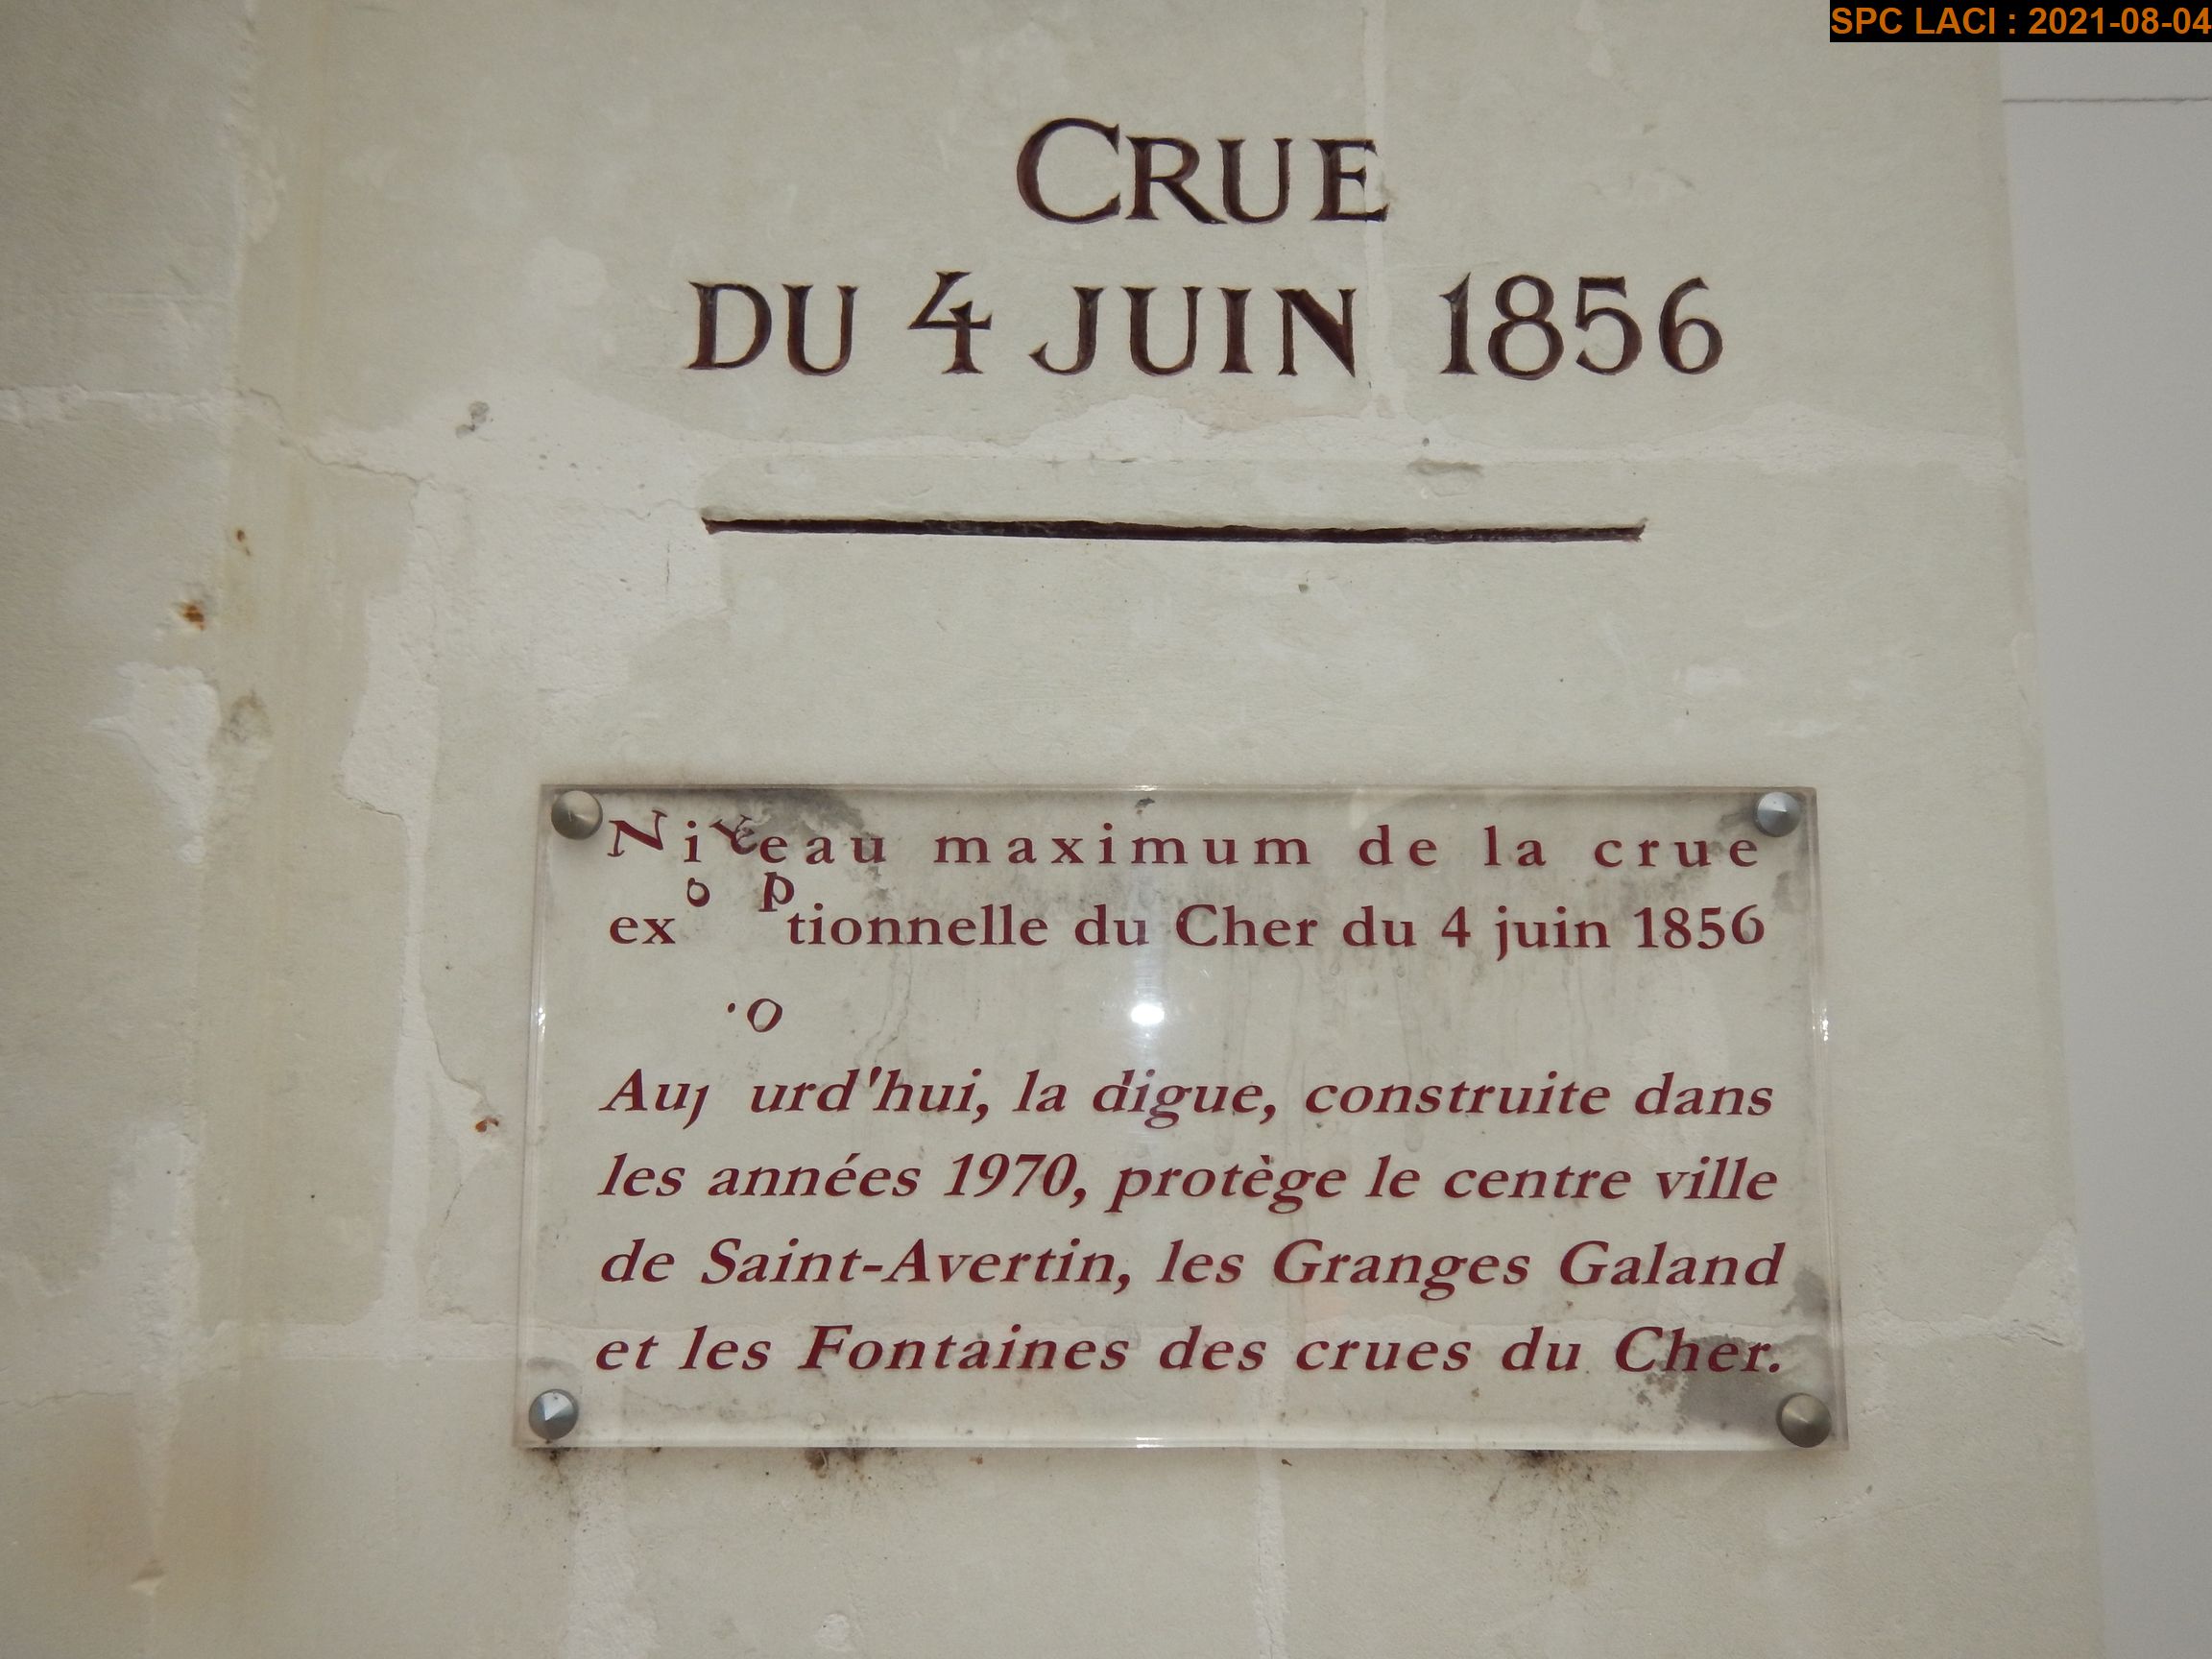 SPC LACI : 2021-08-04
CRUE
DU 4 JUIN 1856
Niveau maximum de la crue
ex o ptionnelle du Cher du 4 juin 1856
. o
Auj urd'hui, la digue, construite dans
les années 1970, protège le centre ville
de Saint-Avertin, les Granges Galand
et les Fontaines des crues du Cher.